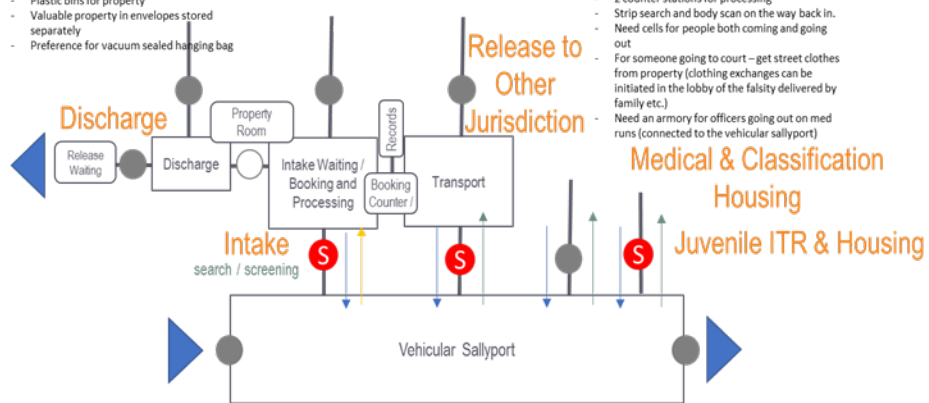 - Plastic bins for property
- Valuable property in envelopes stored
separately
- Preference for vacuum sealed hanging bag
- 2 counter stations for processing
- Strip search and body scan on the way back in.
- Need cells for people both coming and going
out
- For someone going to court – get street clothes
from property (clothing exchanges can be
initiated in the lobby of the falsity delivered by
family etc.)
- Need an armory for officers going out on med
runs (connected to the vehicular sallyport)
Release to
Other
Jurisdiction
Discharge
Property
Room
Records
Release
Waiting
Discharge
Intake Waiting /
Booking and
Processing
Booking
Counter /
Transport
Medical & Classification
Housing
Intake
search / screening
S
S
S
Juvenile ITR & Housing
Vehicular Sallyport